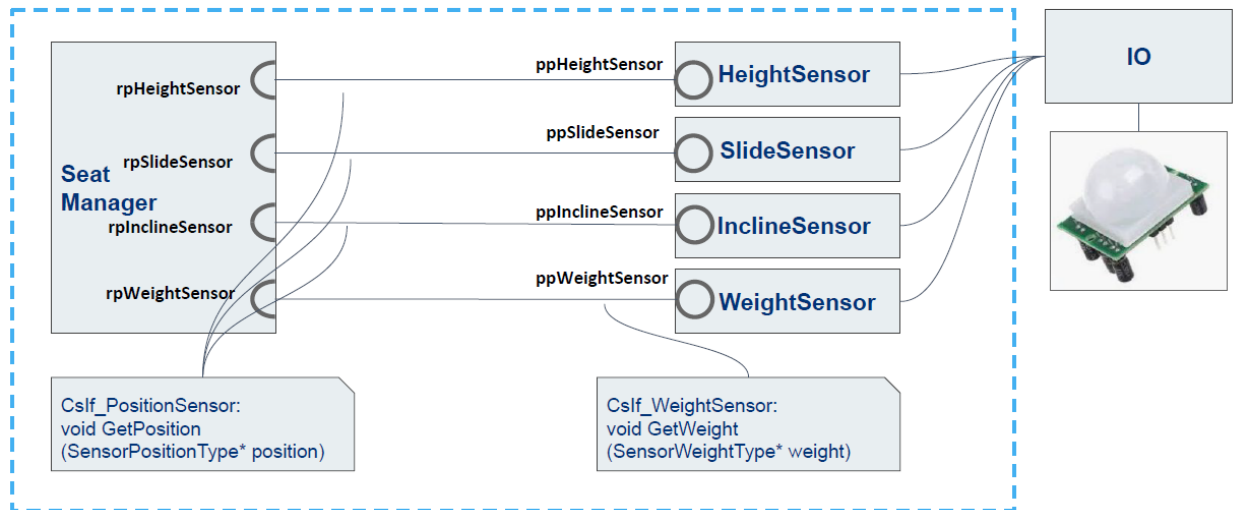 ppHeightSensor
HeightSensor
IO
rpHeightSensor
ppSlideSensor
SlideSensor
rpSlideSensor
Seat
Manager
ppInclineSensor
InclineSensor
rpInclineSensor
ppWeightSensor
WeightSensor
rpWeightSensor
CsIf_PositionSensor:
void GetPosition
(SensorPositionType* position)
CsIf_WeightSensor:
void GetWeight
(SensorWeightType* weight)